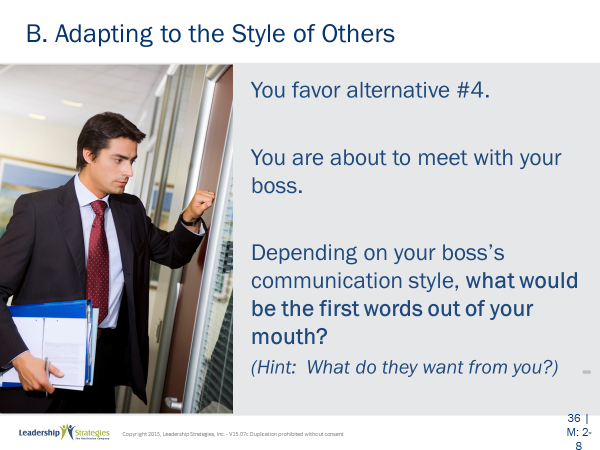 B. Adapting to the Style of Others
You favor alternative #4.
You are about to meet with your
boss.
Depending on your boss’s
communication style, what would
be the first words out of your
mouth?
(Hint:  What do they want from you?)
36 |
M: 2-
8
Leadership Strategies
The Facilitation Company
Copyright 2015, Leadership Strategies, Inc. - V15.07c Duplication prohibited without consent